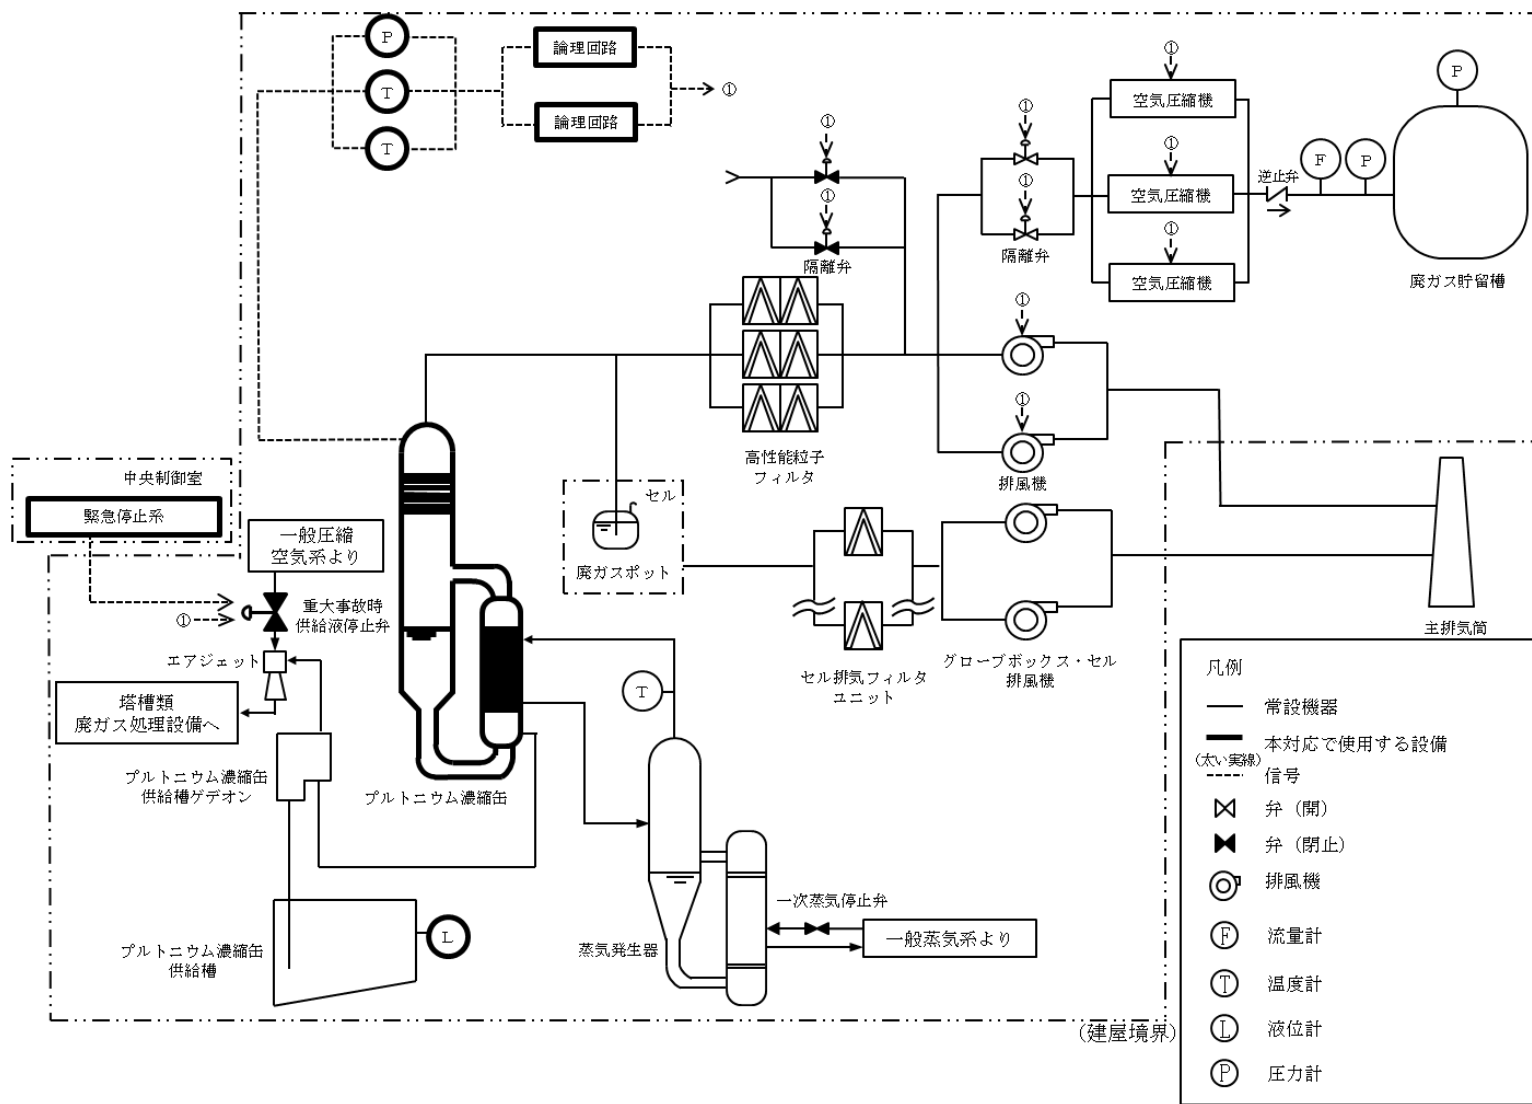 P
T
T
論理回路
論理回路
①
①
①
隔離弁
①
①
隔離弁
①
空気圧縮機
①
空気圧縮機
①
空気圧縮機
逆止弁
F
P
P
廃ガス貯留槽
①
①
排風機
高性能粒子
フィルタ
セル
廃ガスポット
中央制御室
緊急停止系
一般圧縮
空気系より
重大事故時
供給液停止弁
①
エアジェット
塔槽類
廃ガス処理設備へ
プルトニウム濃縮缶
供給槽ゲデオン
プルトニウム濃縮缶
T
セル排気フィルタ
ユニット
グローブボックス・セル
排風機
主排気筒
プルトニウム濃縮缶
供給槽
L
蒸気発生器
一次蒸気停止弁
一般蒸気系より
(建屋境界)
凡例
常設機器
本対応で使用する設備
(太い実線)
信号
弁（開）
弁（閉止）
排風機
F 流量計
T 温度計
L 液位計
P 圧力計